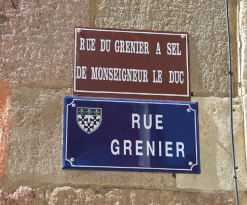 RUE DU GRENIER A SEL
DE MONSEIGNEUR LE DUC
RUE
GRENIER